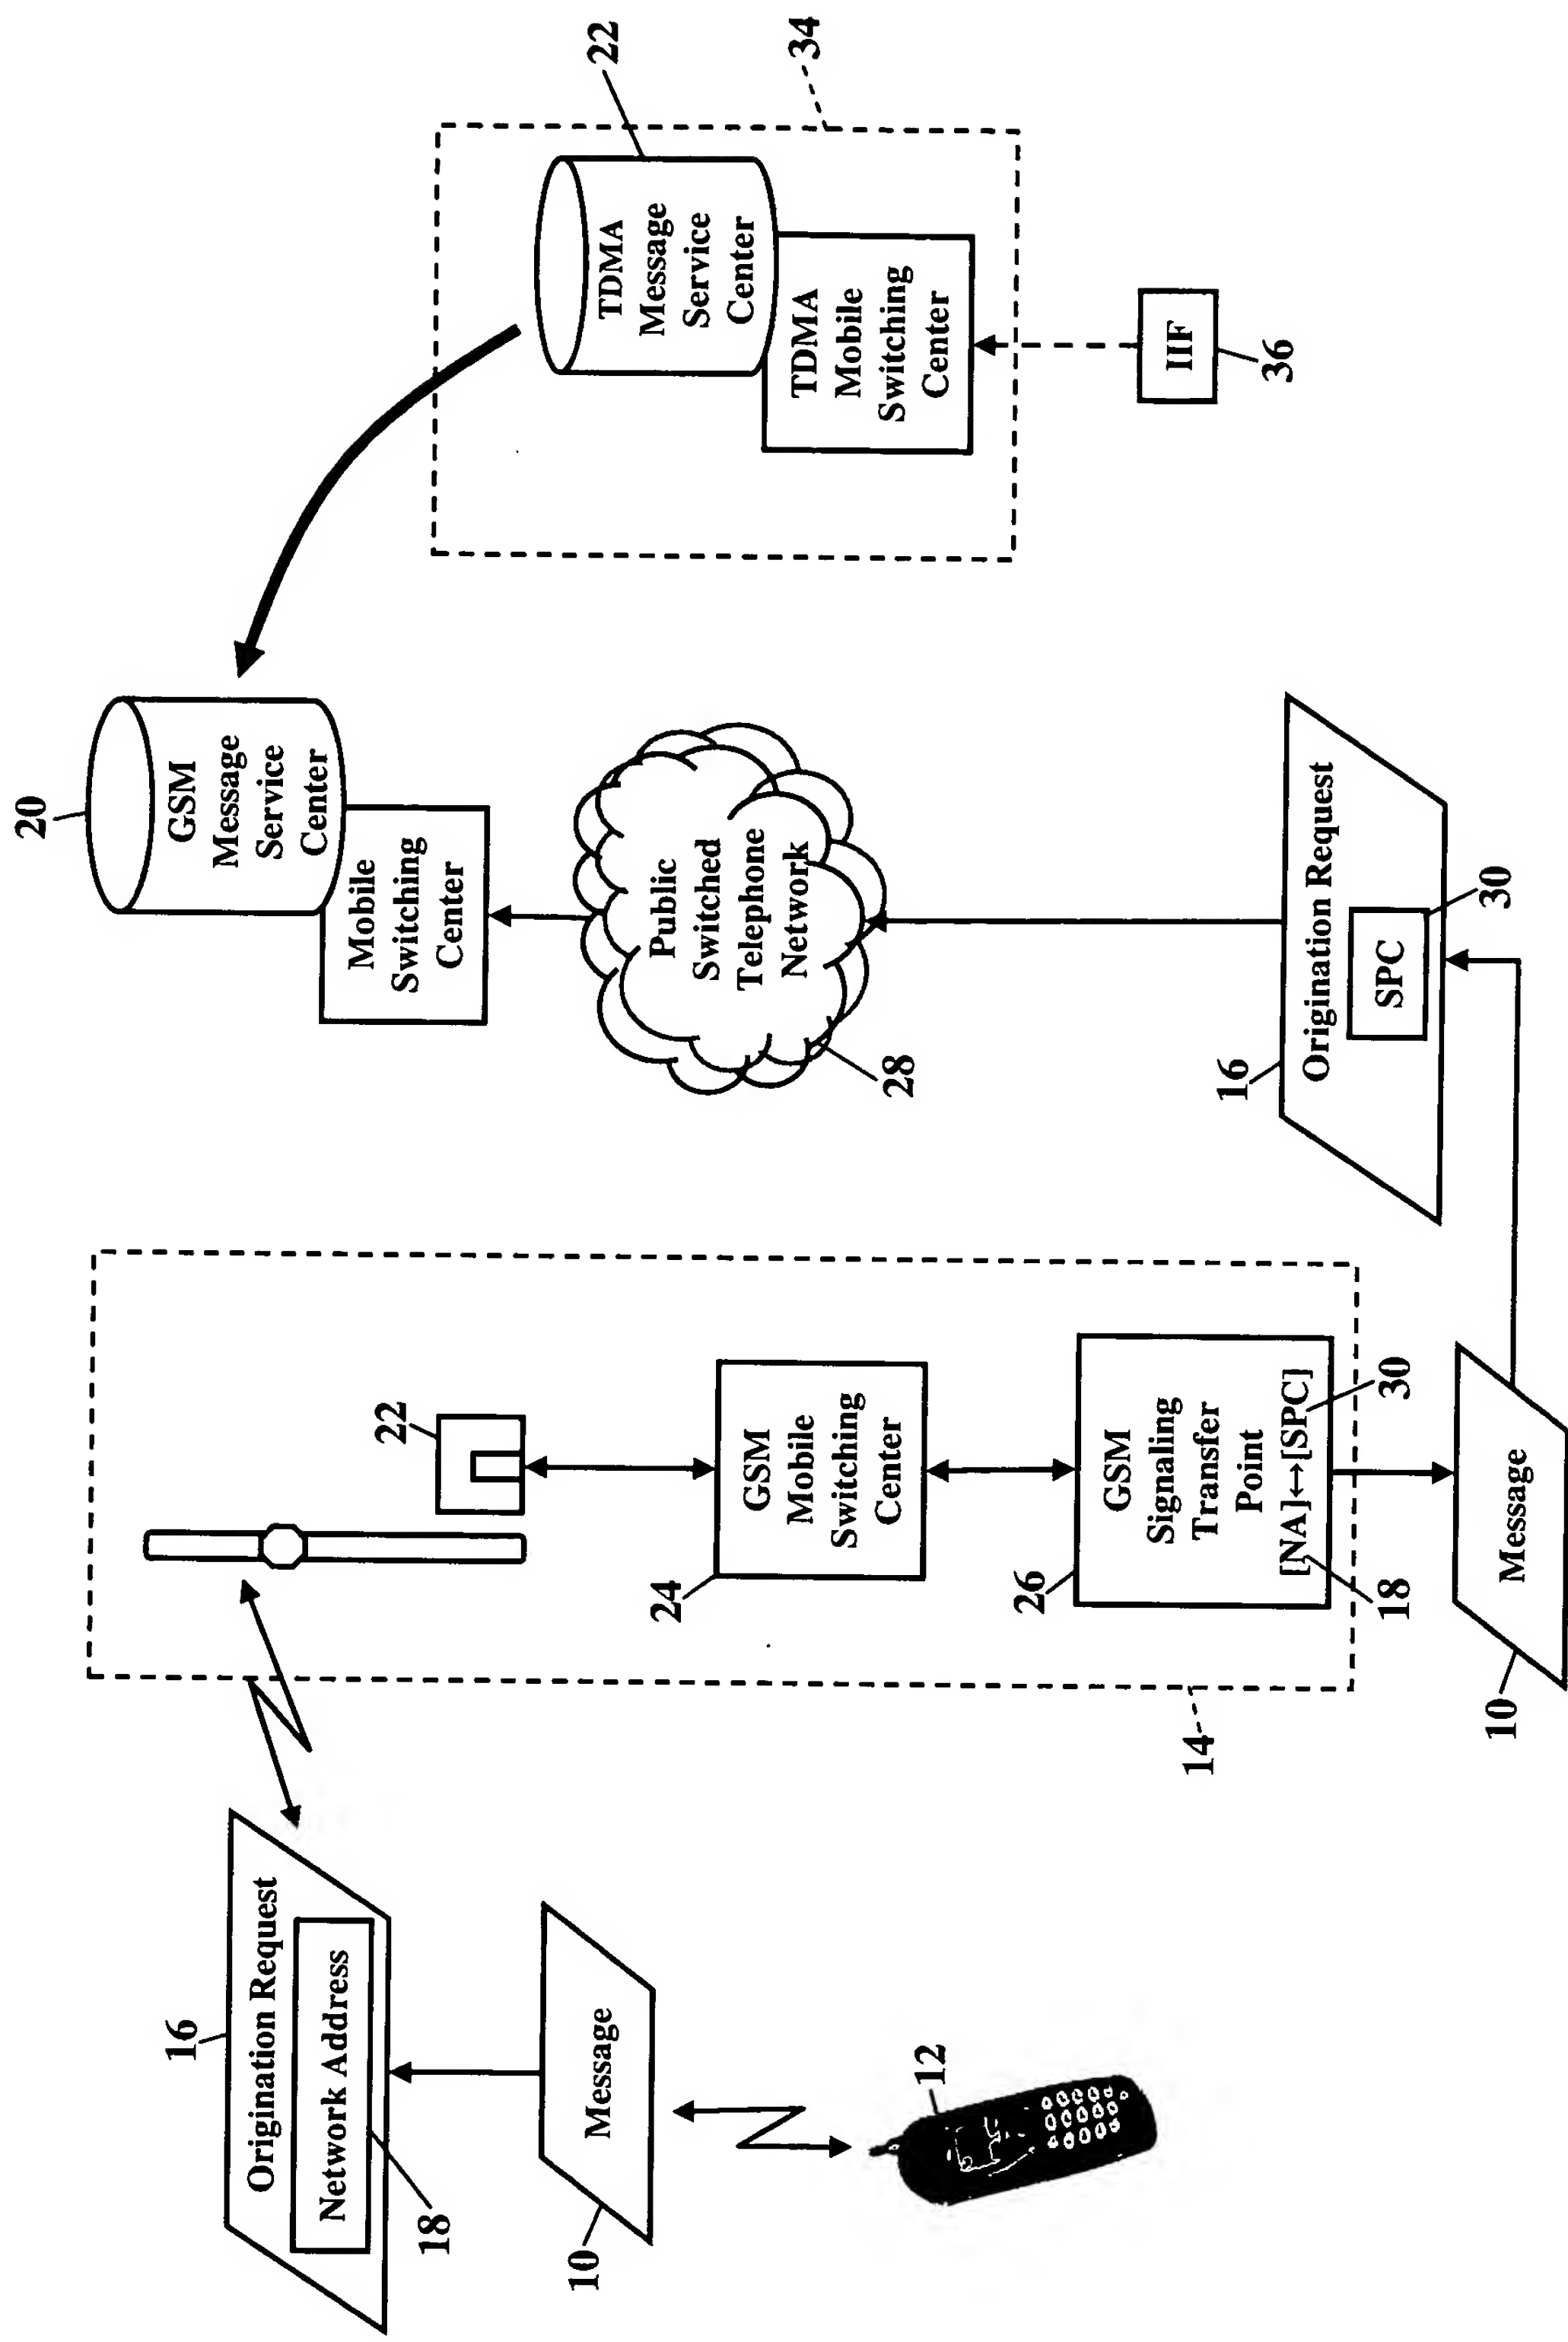 16
Origination Request
Network Address
18
Message
10
12
22
GSM
Mobile
Switching
Center
24
GSM
Signaling
Transfer
Point
[NA]↔[SPC]
26
18
30
14
Message
10
20
GSM
Message
Service
Center
Mobile
Switching
Center
Public
Switched
Telephone
Network
28
16
Origination Request
SPC
30
22
34
TDMA
Message
Service
Center
TDMA
Mobile
Switching
Center
IIF
36